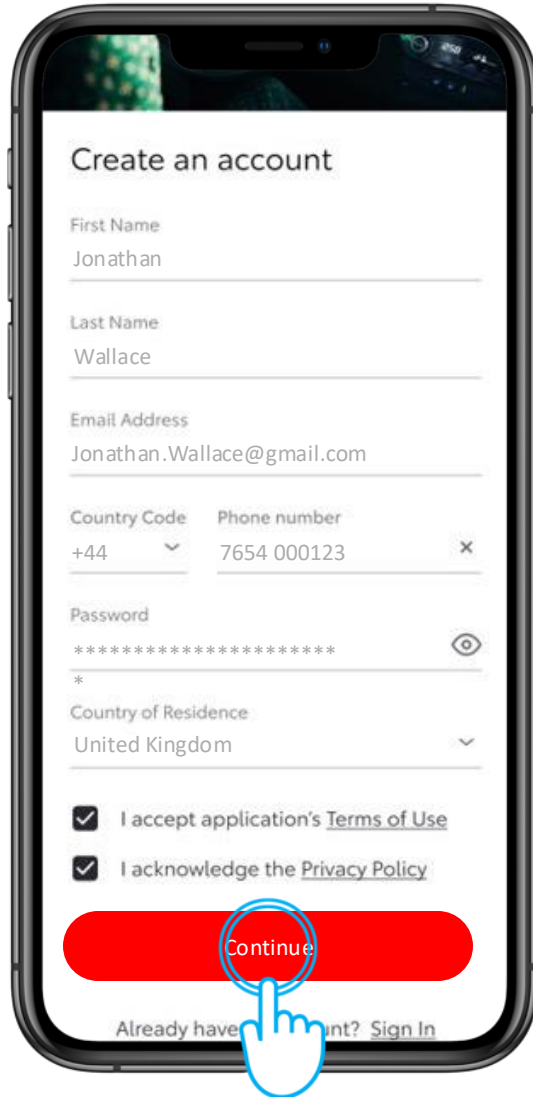 Create an account
First Name
Jonathan
Last Name
Wallace
Email Address
Jonathan.Wallace@gmail.com
Country Code Phone number
+44 7654 000123
Password
**********************
*
Country of Residence
United Kingdom
I accept application's Terms of Use
I acknowledge the Privacy Policy
Continue
Already have unt? Sign In